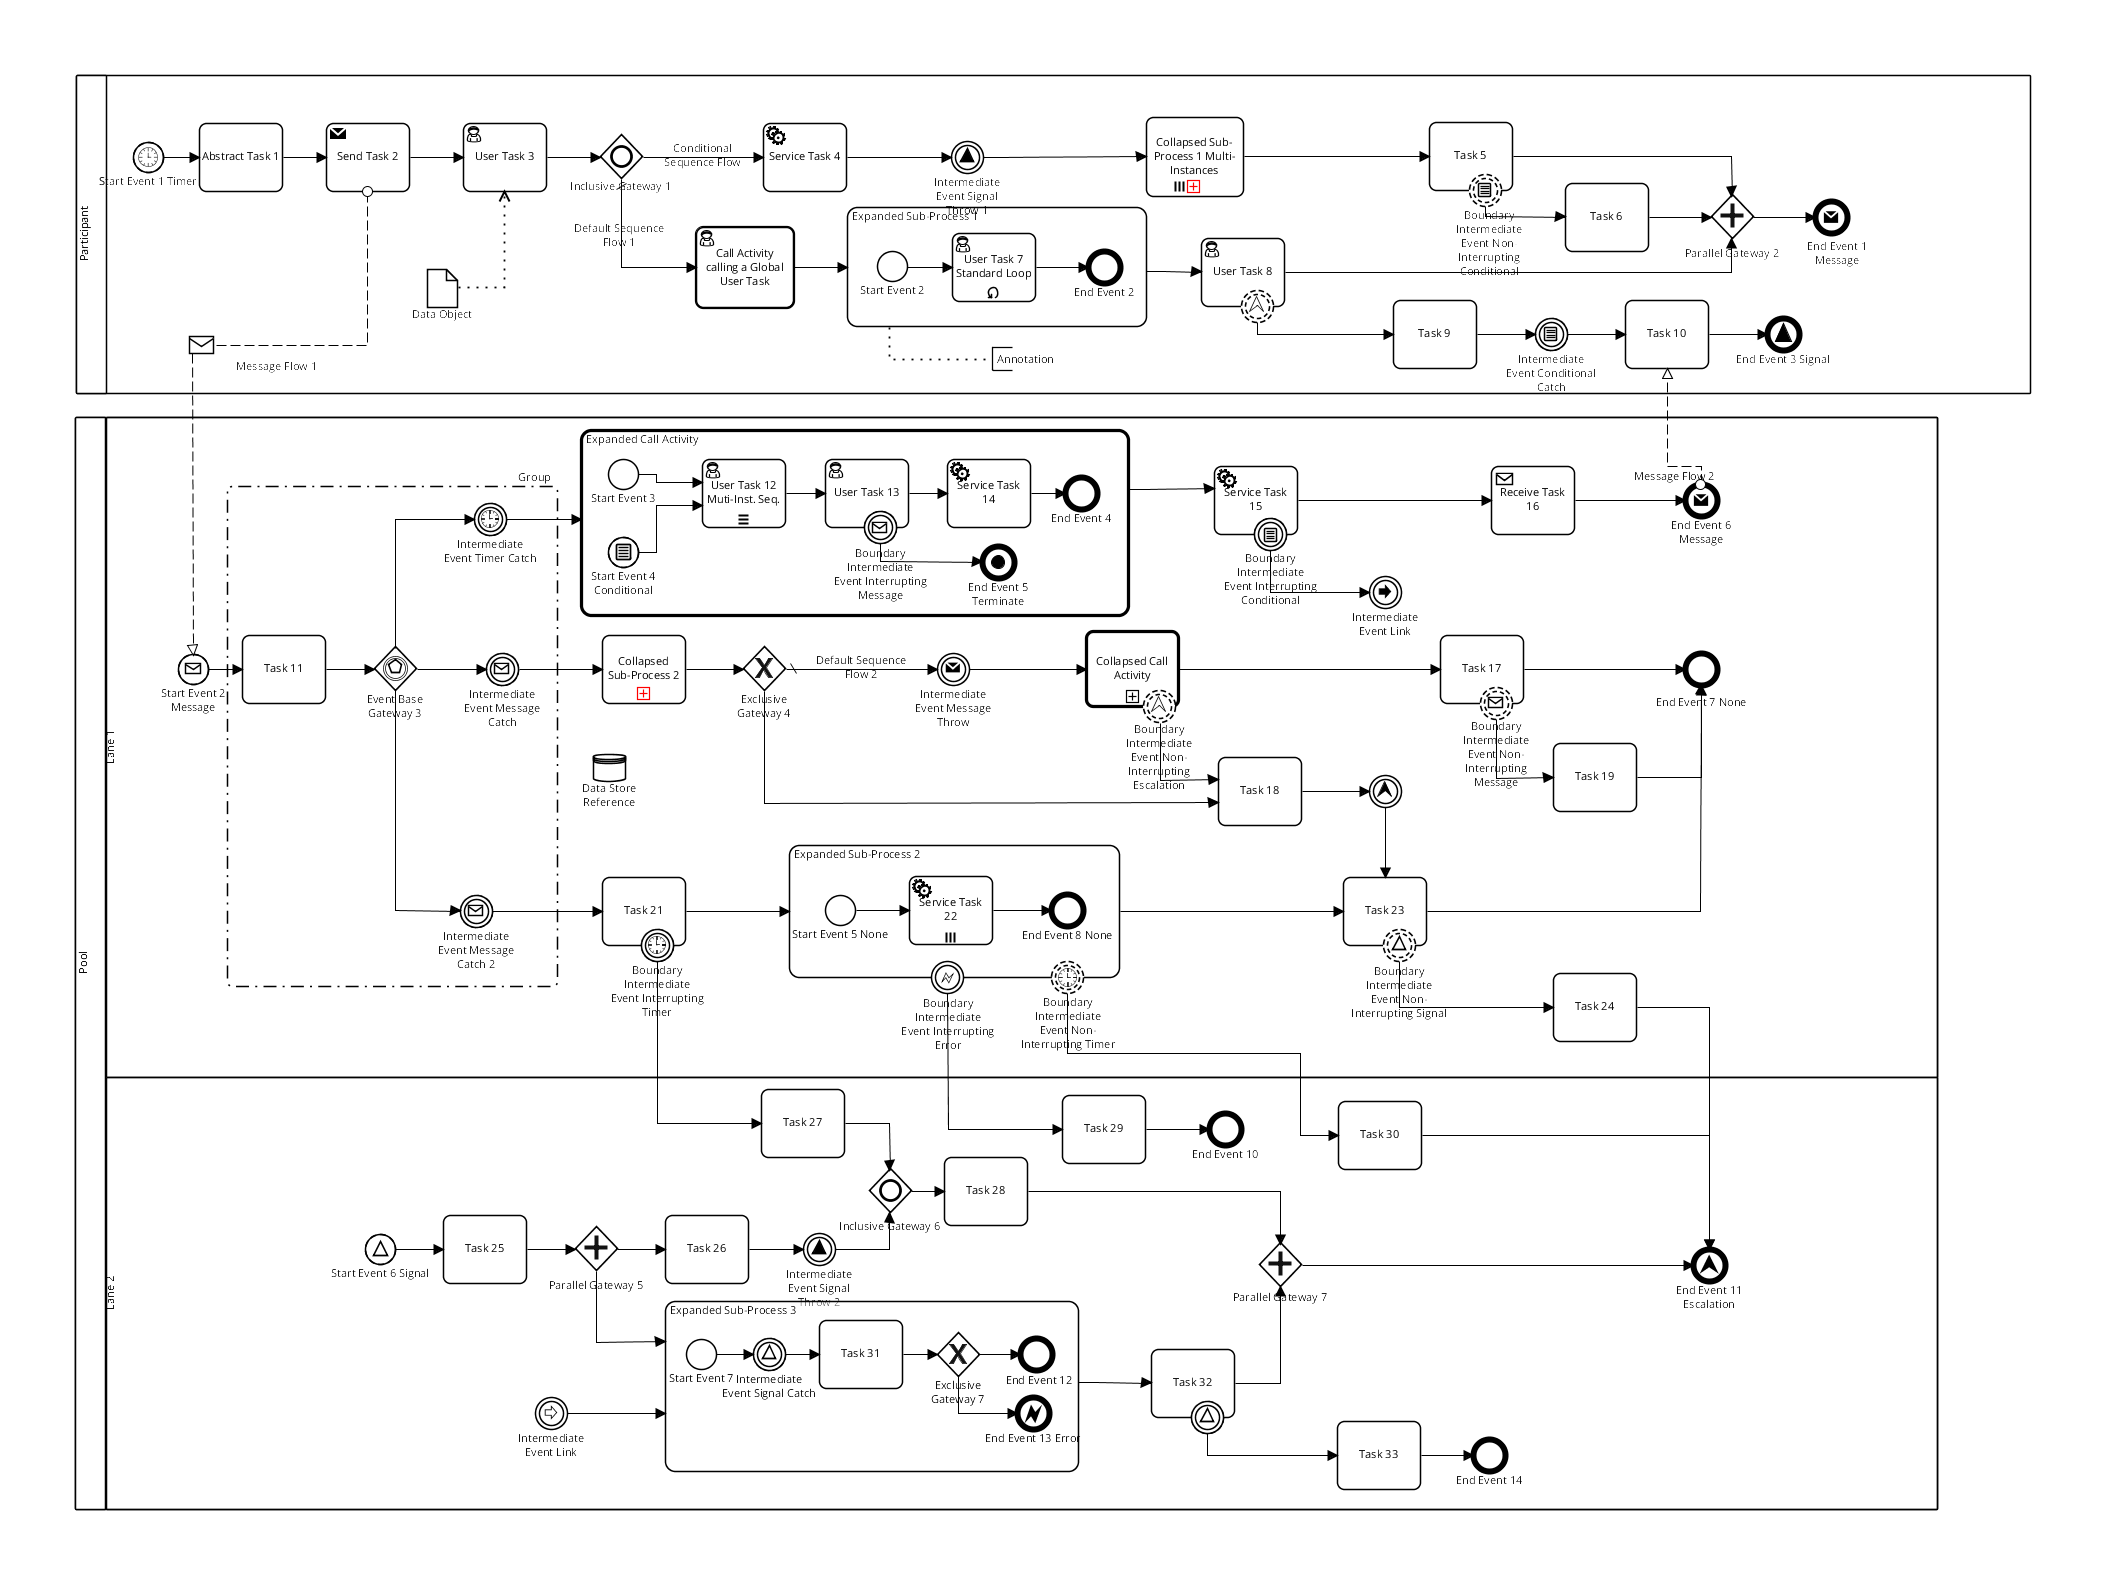 Participant
Start Event 1 Timer
Abstract Task 1
Send Task 2
User Task 3
Inclusive Gateway 1
Conditional
Sequence Flow
Service Task 4
Intermediate
Event Signal
Throw 1
Collapsed Sub-
Process 1 Multi-
Instances
Task 5
Boundary
Intermediate
Event Non
Interrupting
Conditional
Task 6
Parallel Gateway 2
End Event 1
Message
Default Sequence
Flow 1
Call Activity
calling a Global
User Task
Expanded Sub-Process 1
Start Event 2
User Task 7
Standard Loop
End Event 2
User Task 8
Data Object
Message Flow 1
Annotation
Task 9
Intermediate
Event Conditional
Catch
Task 10
End Event 3 Signal
Pool
Lane 1
Group
Expanded Call Activity
Start Event 3
User Task 12
Muti-Inst. Seq.
User Task 13
Service Task
14
End Event 4
Start Event 4
Conditional
Boundary
Intermediate
Event Interrupting
Message
End Event 5
Terminate
Intermediate
Event Timer Catch
Service Task
15
Boundary
Intermediate
Event Interrupting
Conditional
Intermediate
Event Link
Receive Task
16
Message Flow 2
End Event 6
Message
Start Event 2
Message
Task 11
Event Base
Gateway 3
Intermediate
Event Message
Catch
Collapsed
Sub-Process 2
Exclusive
Gateway 4
Default Sequence
Flow 2
Intermediate
Event Message
Throw
Collapsed Call
Activity
Boundary
Intermediate
Event Non-
Interrupting
Escalation
Task 17
Boundary
Intermediate
Event Non-
Interrupting
Message
End Event 7 None
Data Store
Reference
Task 18
Task 19
Intermediate
Event Message
Catch 2
Task 21
Boundary
Intermediate
Event Interrupting
Timer
Expanded Sub-Process 2
Start Event 5 None
Service Task
22
End Event 8 None
Boundary
Intermediate
Event Interrupting
Error
Boundary
Intermediate
Event Non-
Interrupting Timer
Task 23
Boundary
Intermediate
Event Non-
Interrupting Signal
Task 24
Lane 2
Task 27
Task 29
End Event 10
Task 30
Inclusive Gateway 6
Task 28
Start Event 6 Signal
Task 25
Parallel Gateway 5
Task 26
Intermediate
Event Signal
Throw 2
Parallel Gateway 7
End Event 11
Escalation
Expanded Sub-Process 3
Start Event 7
Intermediate
Event Signal Catch
Task 31
Exclusive
Gateway 7
End Event 12
End Event 13 Error
Intermediate
Event Link
Task 32
Task 33
End Event 14